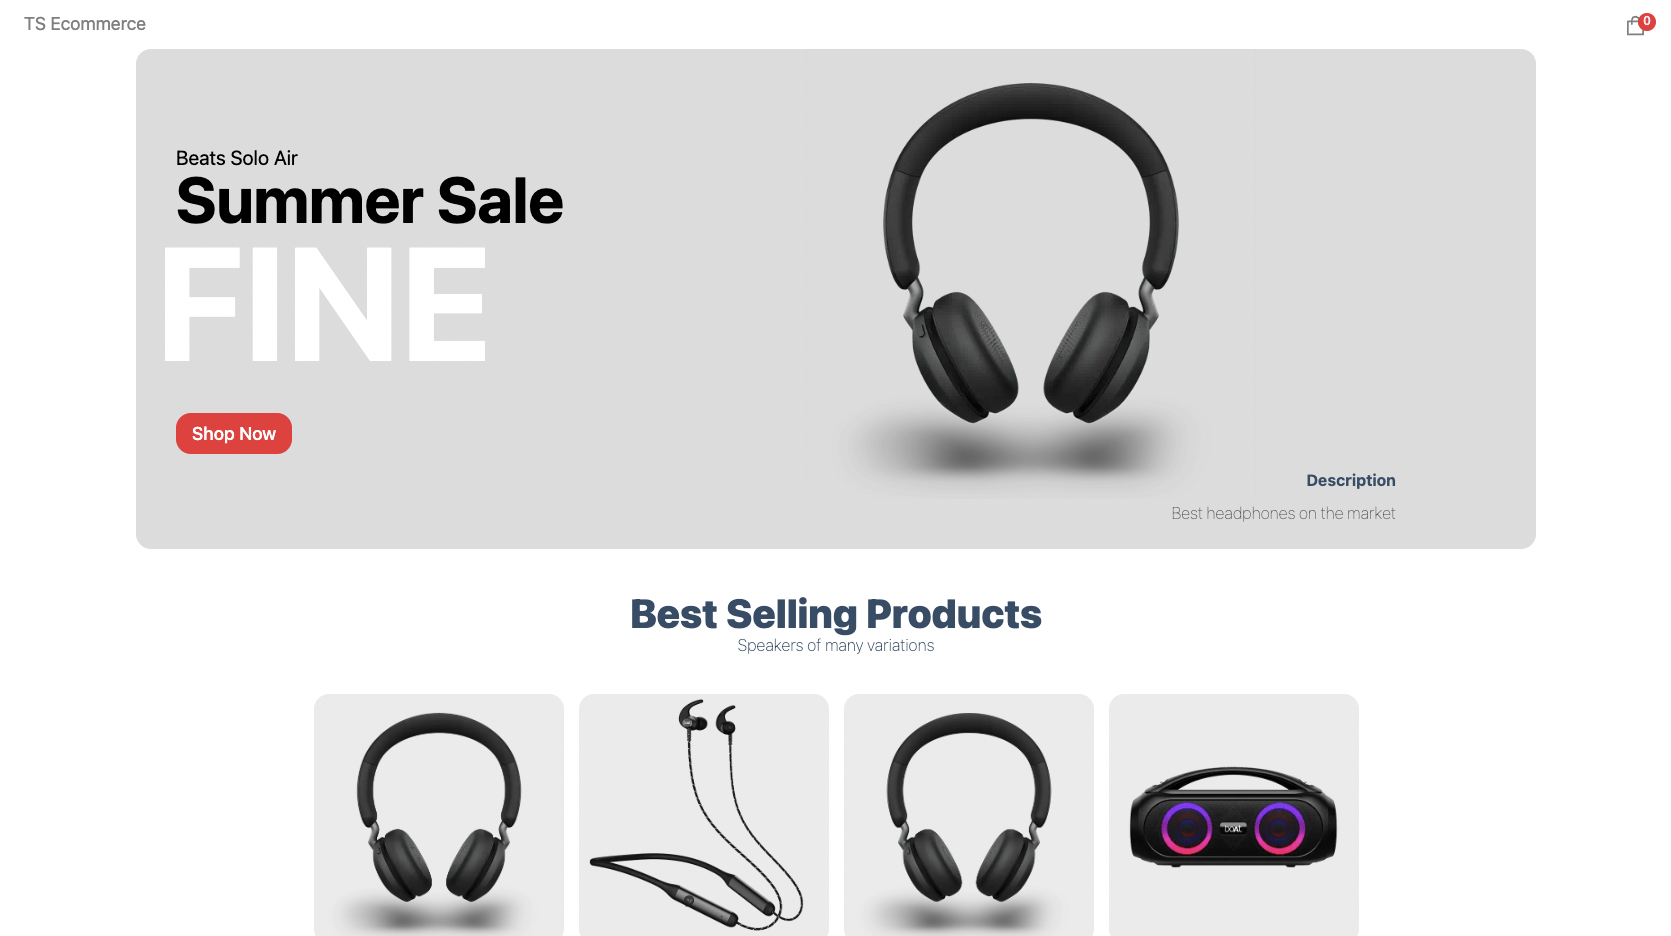 TS Ecommerce
0
Beats Solo Air
Summer Sale
FINE
Shop Now
Description
Best headphones on the market
Best Selling Products
Speakers of many variations
boAt